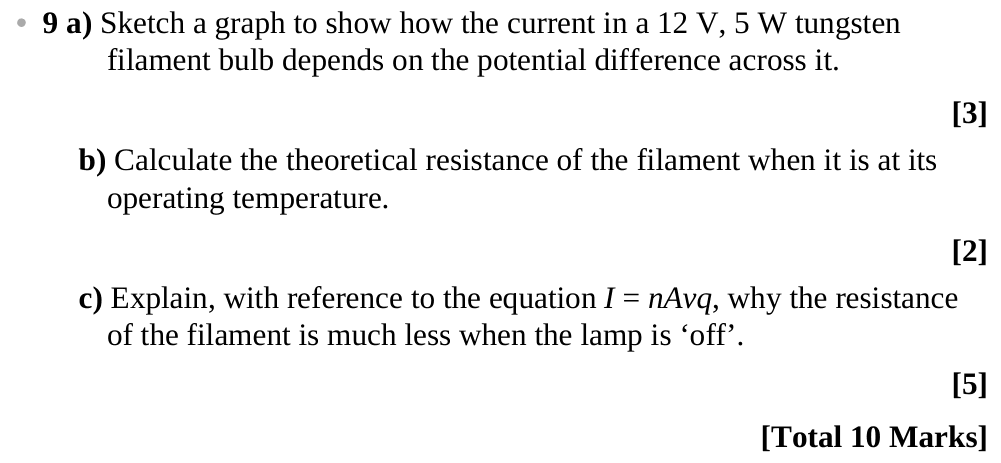 • 9 a) Sketch a graph to show how the current in a 12 V, 5 W tungsten
filament bulb depends on the potential difference across it.
[3]
b) Calculate the theoretical resistance of the filament when it is at its
operating temperature.
[2]
c) Explain, with reference to the equation I = nAvq, why the resistance
of the filament is much less when the lamp is ‘off’.
[5]
[Total 10 Marks]